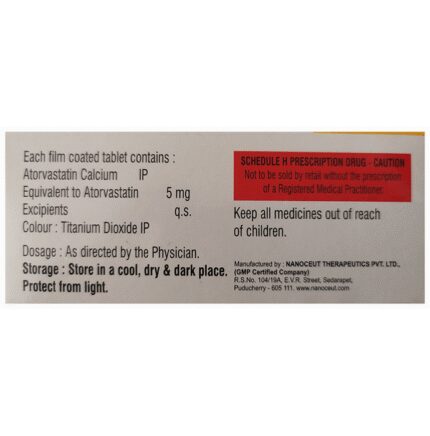 Each film coated tablet contains :
Atorvastatin Calcium IP
Equivalent to Atorvastatin 5 mg
Excipients q.s.
Colour : Titanium Dioxide IP
Dosage : As directed by the Physician.
Storage : Store in a cool, dry & dark place,
Protect from light.
SCHEDULE H PRESCRIPTION DRUG - CAUTION
Not to be sold by retail without the prescription
of a Registered Medical Practitioner.
Keep all medicines out of reach
of children.
Manufactured by : NANOCEUT THERAPEUTICS PVT. LTD.,
(GMP Certified Company)
R.S.No. 104/19A, E.V.R. Street, Sedarapet,
Puducherry - 605 111. www.nanoceut.com